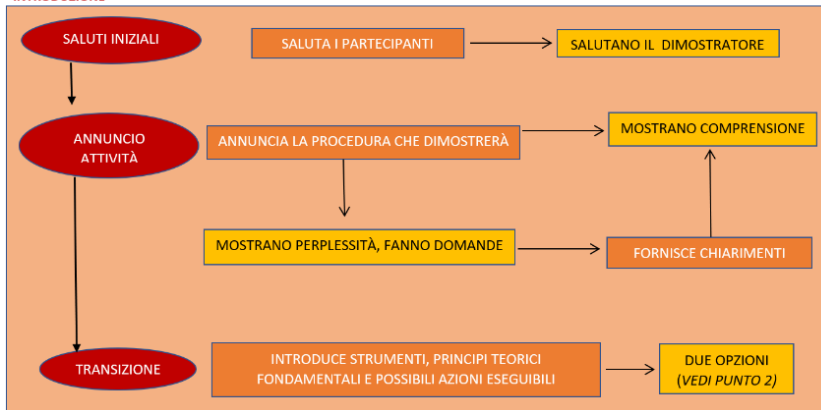 INTRODUZIONE
SALUTI INIZIALI
SALUTA I PARTECIPANTI
SALUTANO IL DIMOSTRATORE
ANNUNCIO
ATTIVITÀ
ANNUNCIA LA PROCEDURA CHE DIMOSTRERÀ
MOSTRANO COMPRENSIONE
MOSTRANO PERPLESSITÀ, FANNO DOMANDE
FORNISCE CHIARIMENTI
TRANSIZIONE
INTRODUCE STRUMENTI, PRINCIPI TEORICI
FONDAMENTALI E POSSIBILI AZIONI ESEGUIBILI
DUE OPZIONI
(VEDI PUNTO 2)